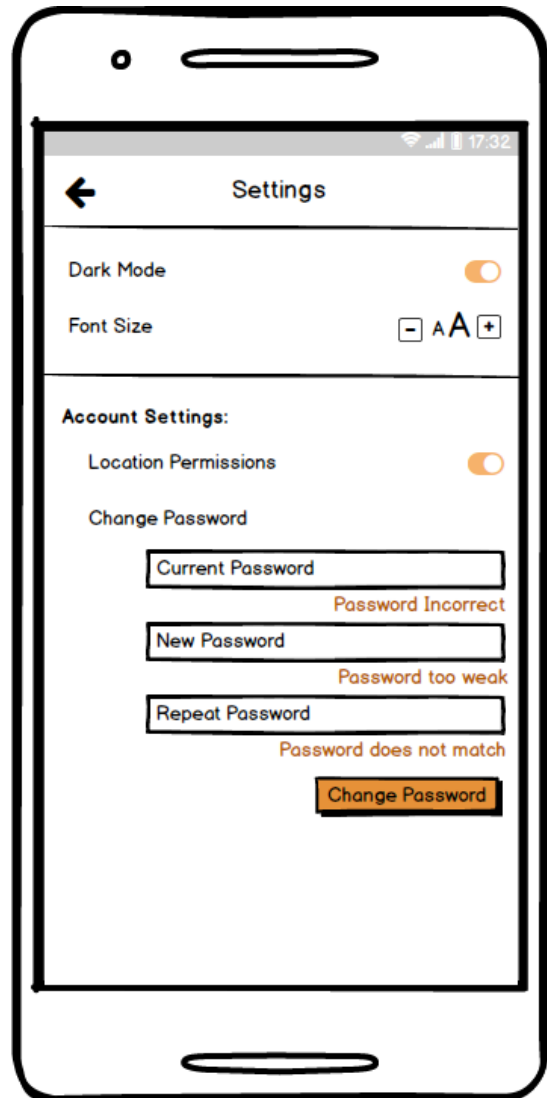 17:32
Settings
Dark Mode
Font Size - A A +
Account Settings:
Location Permissions
Change Password
Current Password
Password Incorrect
New Password
Password too weak
Repeat Password
Password does not match
Change Password